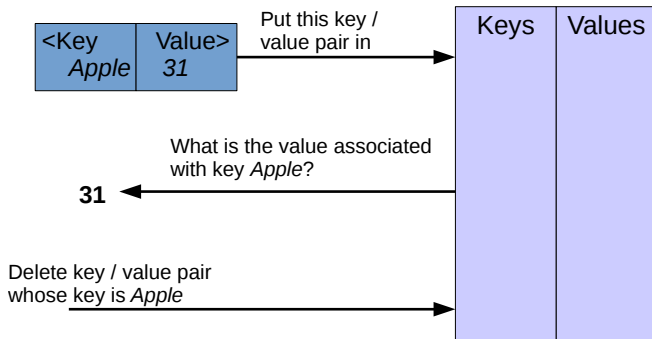 <Key Value>
Apple 31
Put this key /
value pair in
Keys Values
What is the value associated
with key Apple?
31
Delete key / value pair
whose key is Apple